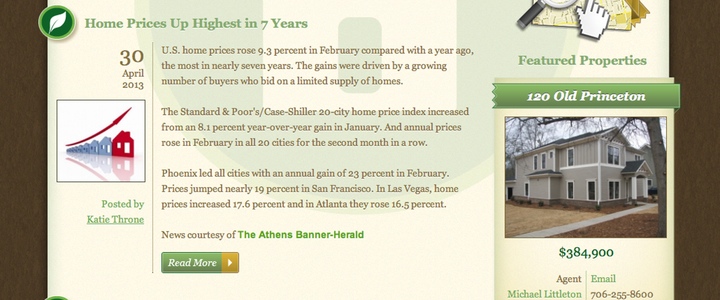 Home Prices Up Highest in 7 Years
30
April
2013
Posted by
Katie Throne
U.S. home prices rose 9.3 percent in February compared with a year ago,
the most in nearly seven years. The gains were driven by a growing
number of buyers who bid on a limited supply of homes.
The Standard & Poor's/Case-Shiller 20-city home price index increased
from an 8.1 percent year-over-year gain in January. And annual prices
rose in February in all 20 cities for the second month in a row.
Phoenix led all cities with an annual gain of 23 percent in February.
Prices jumped nearly 19 percent in San Francisco. In Las Vegas, home
prices increased 17.6 percent and in Atlanta they rose 16.5 percent.
News courtesy of The Athens Banner-Herald
Read More
Featured Properties
120 Old Princeton
$384,900
Agent Email
Michael Littleton 706-255-8600